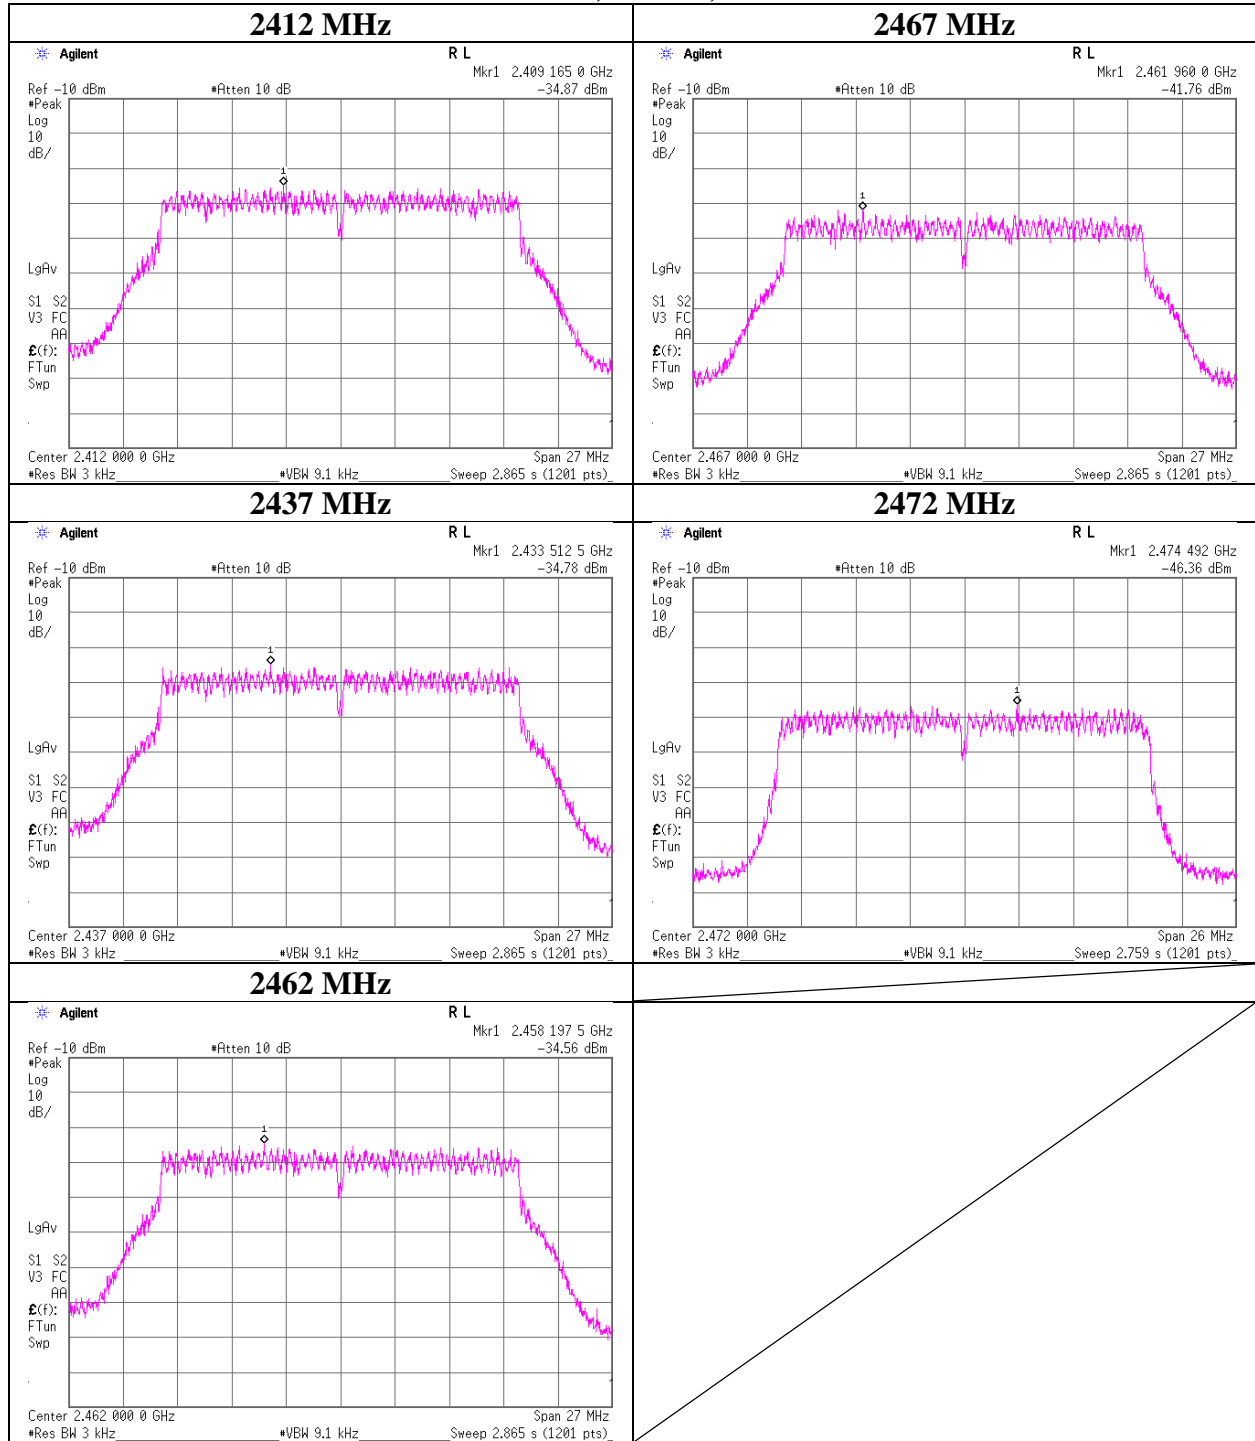 2412 MHz
Agilent R L
Mkr1 2.409 165 0 GHz
Ref -10 dBm #Atten 10 dB -34.87 dBm
#Peak
Log
10
dB/
1
LgAv
S1 S2
V3 FC
AA
£(f):
FTun
Swp
Center 2.412 000 0 GHz Span 27 MHz
#Res BW 3 kHz #VBW 9.1 kHz Sweep 2.865 s (1201 pts)
2467 MHz
Agilent R L
Mkr1 2.461 960 0 GHz
Ref -10 dBm #Atten 10 dB -41.76 dBm
#Peak
Log
10
dB/
1
LgAv
S1 S2
V3 FC
AA
£(f):
FTun
Swp
Center 2.467 000 0 GHz Span 27 MHz
#Res BW 3 kHz #VBW 9.1 kHz Sweep 2.865 s (1201 pts)
2437 MHz
Agilent R L
Mkr1 2.433 512 5 GHz
Ref -10 dBm #Atten 10 dB -34.78 dBm
#Peak
Log
10
dB/
1
LgAv
S1 S2
V3 FC
AA
£(f):
FTun
Swp
Center 2.437 000 0 GHz Span 27 MHz
#Res BW 3 kHz #VBW 9.1 kHz Sweep 2.865 s (1201 pts)
2472 MHz
Agilent R L
Mkr1 2.474 492 GHz
Ref -10 dBm #Atten 10 dB -46.36 dBm
#Peak
Log
10
dB/
1
LgAv
S1 S2
V3 FC
AA
£(f):
FTun
Swp
Center 2.472 000 GHz Span 26 MHz
#Res BW 3 kHz #VBW 9.1 kHz Sweep 2.759 s (1201 pts)
2462 MHz
Agilent R L
Mkr1 2.458 197 5 GHz
Ref -10 dBm #Atten 10 dB -34.56 dBm
#Peak
Log
10
dB/
1
LgAv
S1 S2
V3 FC
AA
£(f):
FTun
Swp
Center 2.462 000 0 GHz Span 27 MHz
#Res BW 3 kHz #VBW 9.1 kHz Sweep 2.865 s (1201 pts)